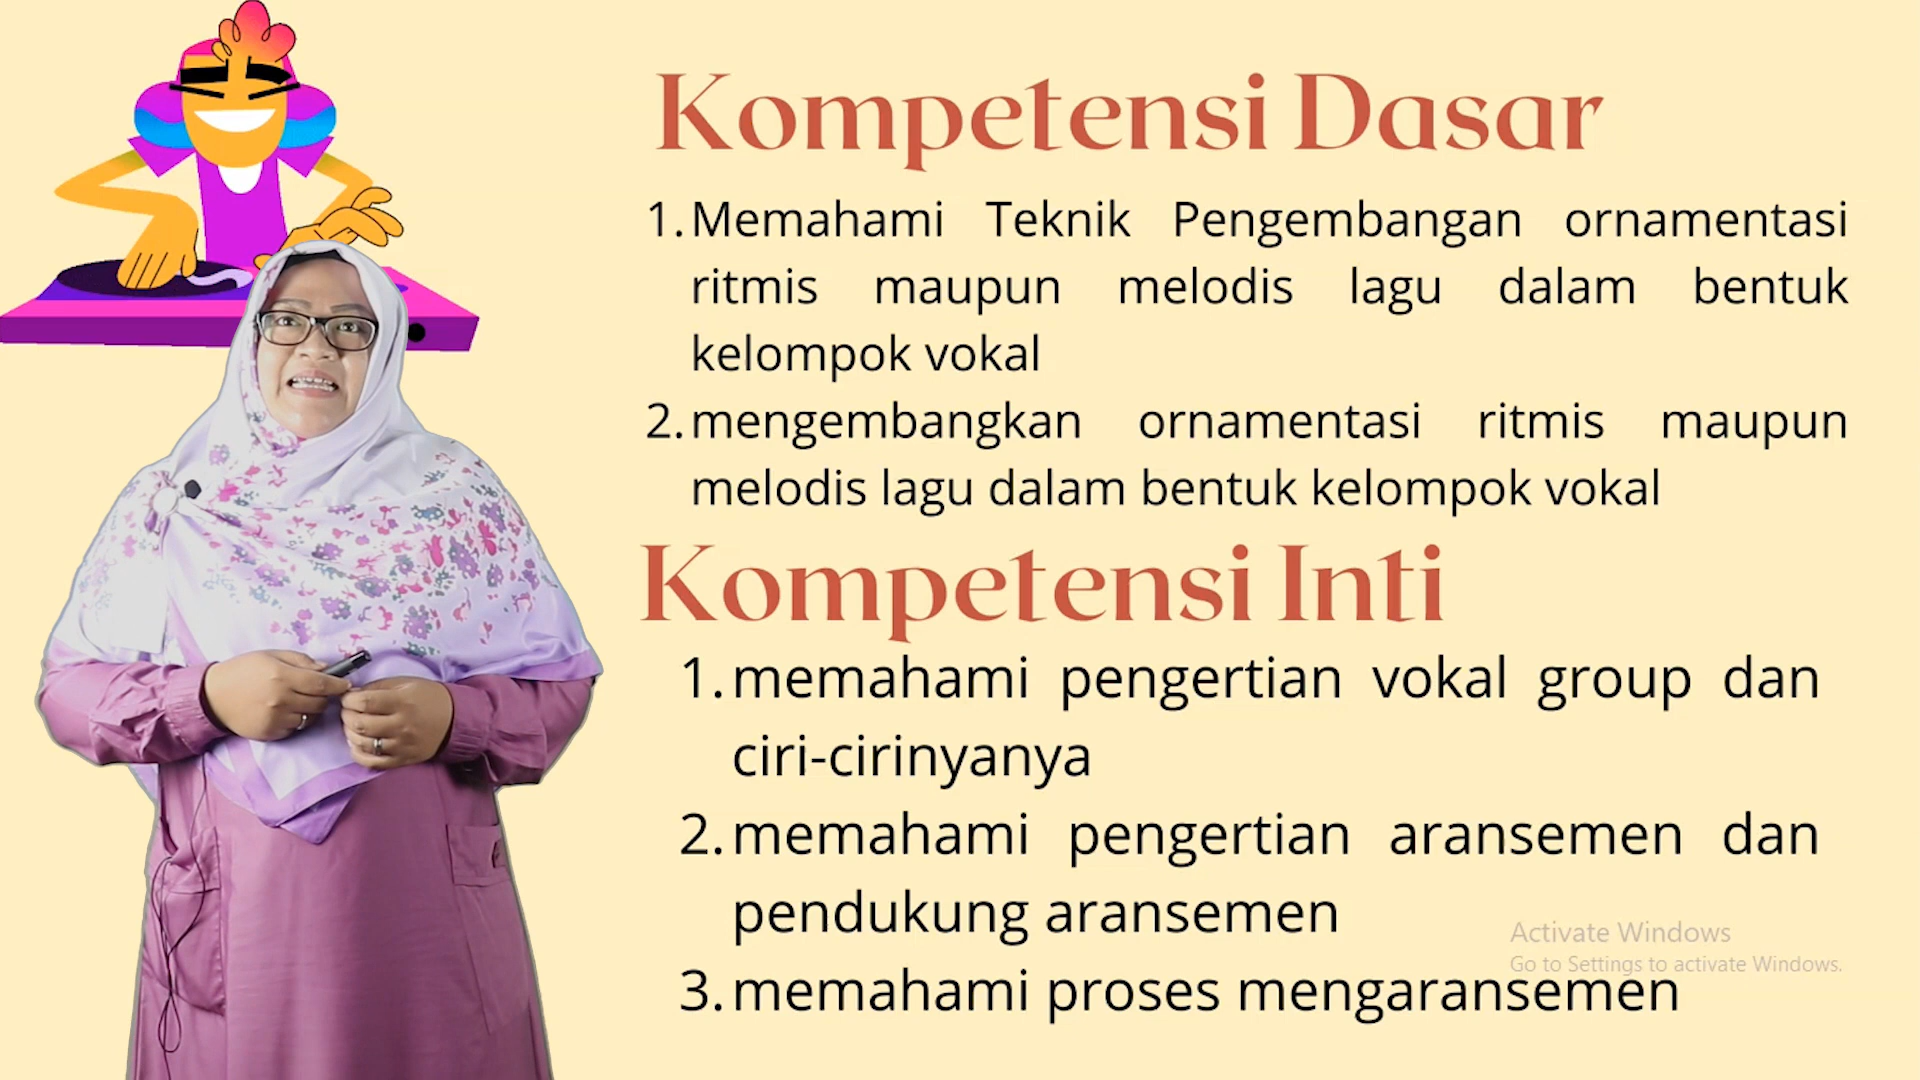 Kompetensi Dasar
1. Memahami Teknik Pengembangan ornamentasi
ritmis maupun melodis lagu dalam bentuk
kelompok vokal
2. mengembangkan ornamentasi ritmis maupun
melodis lagu dalam bentuk kelompok vokal
Kompetensi Inti
1. memahami pengertian vokal group dan
ciri-cirinyanya
2. memahami pengertian aransemen dan
pendukung aransemen
3. memahami proses mengaransemen
Activate Windows
Go to Settings to activate Windows.